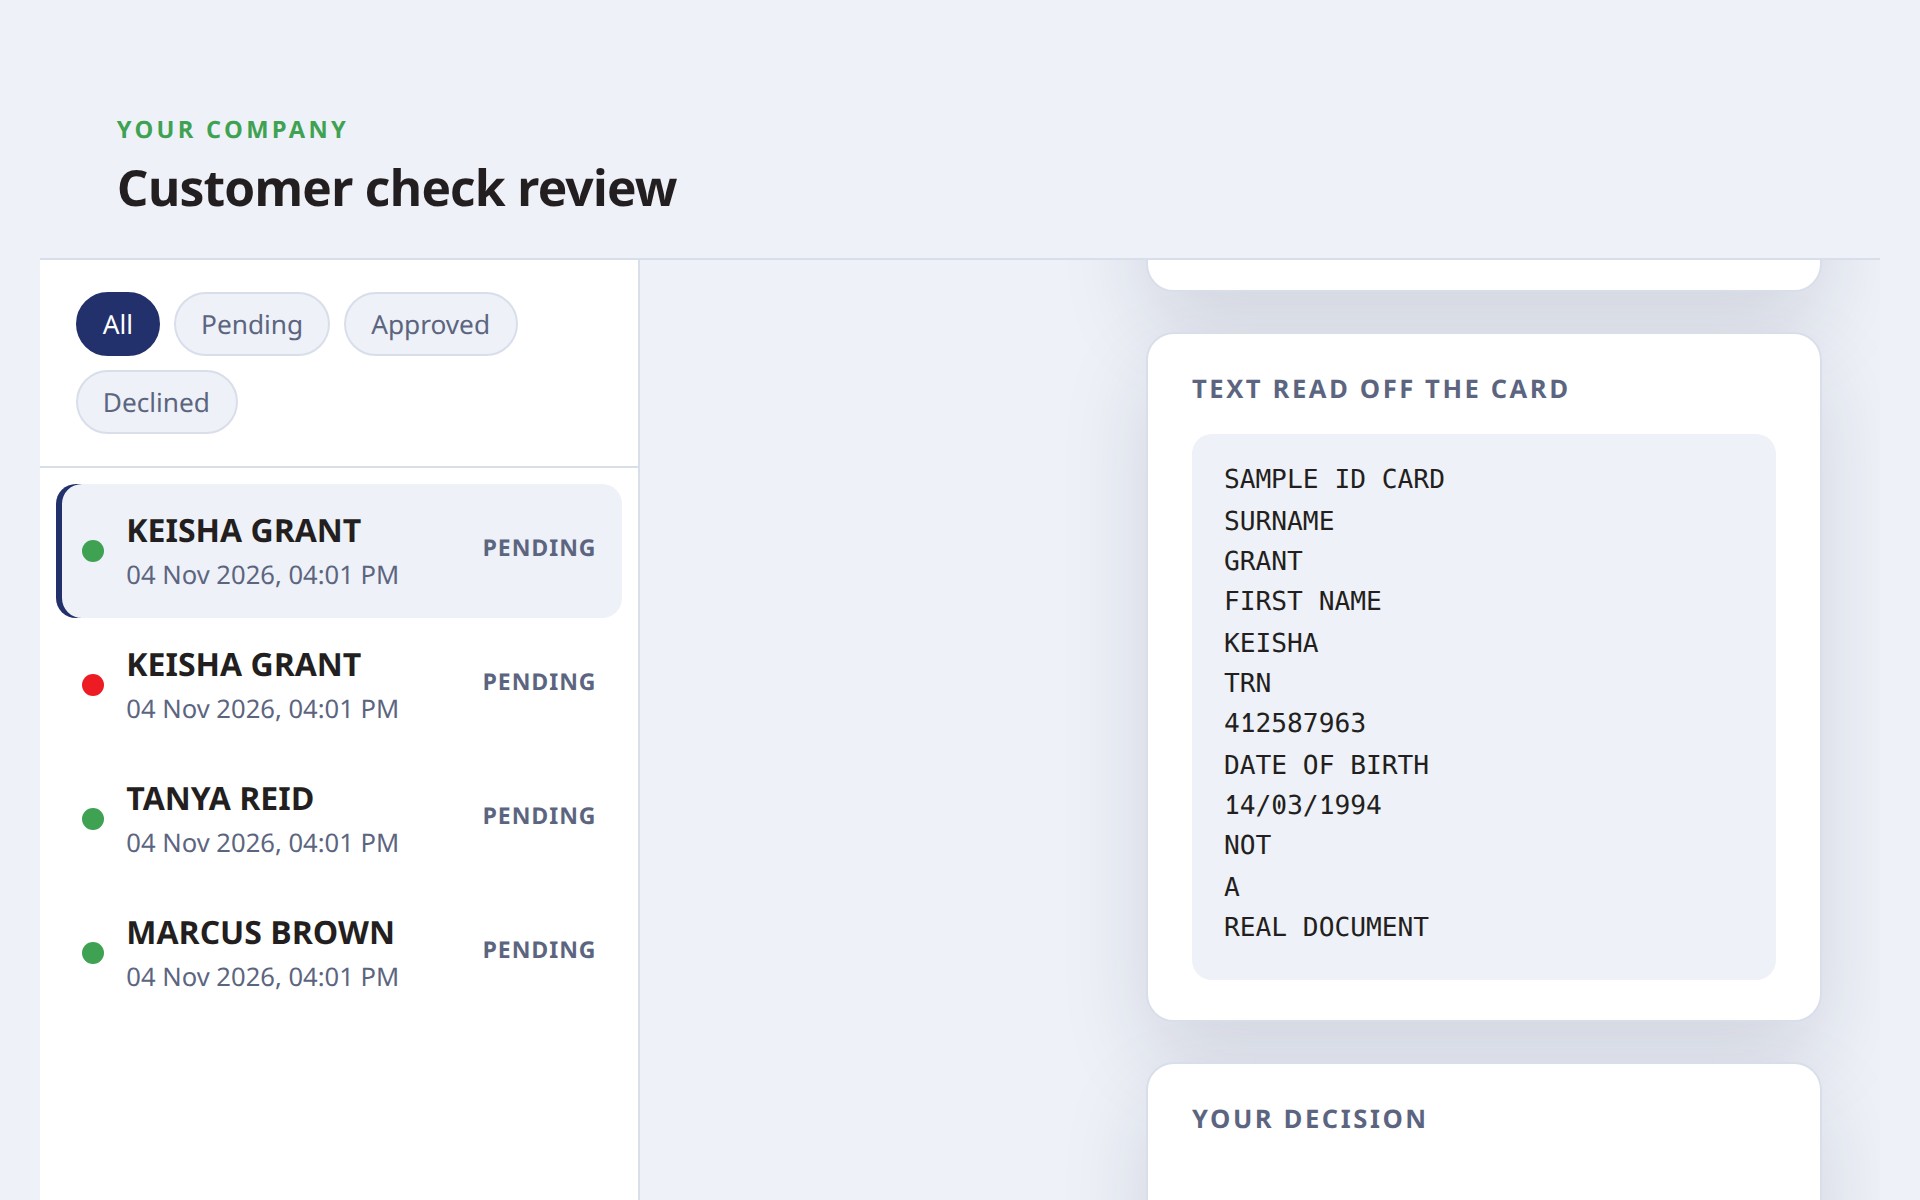 YOUR COMPANY
Customer check review
All
Pending
Approved
Declined
KEISHA GRANT
PENDING
04 Nov 2026, 04:01 PM
KEISHA GRANT
PENDING
04 Nov 2026, 04:01 PM
TANYA REID
PENDING
04 Nov 2026, 04:01 PM
MARCUS BROWN
PENDING
04 Nov 2026, 04:01 PM
TEXT READ OFF THE CARD
SAMPLE ID CARD
SURNAME
GRANT
FIRST NAME
KEISHA
TRN
412587963
DATE OF BIRTH
14/03/1994
NOT
A
REAL DOCUMENT
YOUR DECISION